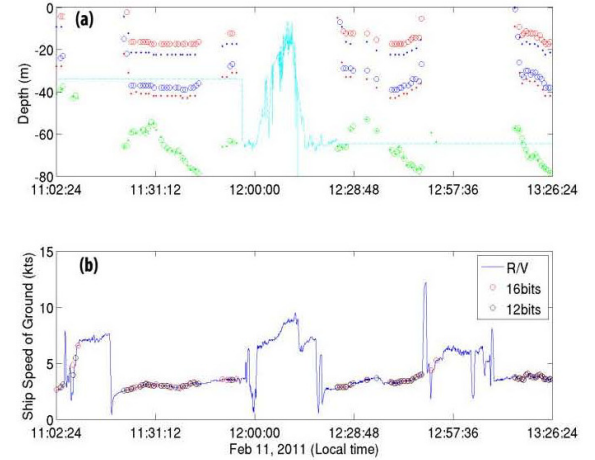 (a)
0
-20
-40
-60
-80
Depth (m)
11:02:24 11:31:12 12:00:00 12:28:48 12:57:36 13:26:24
(b)
15
10
5
0
Ship Speed of Ground (kts)
R/V
16bits
12bits
11:02:24 11:31:12 12:00:00 12:28:48 12:57:36 13:26:24
Feb 11, 2011 (Local time)